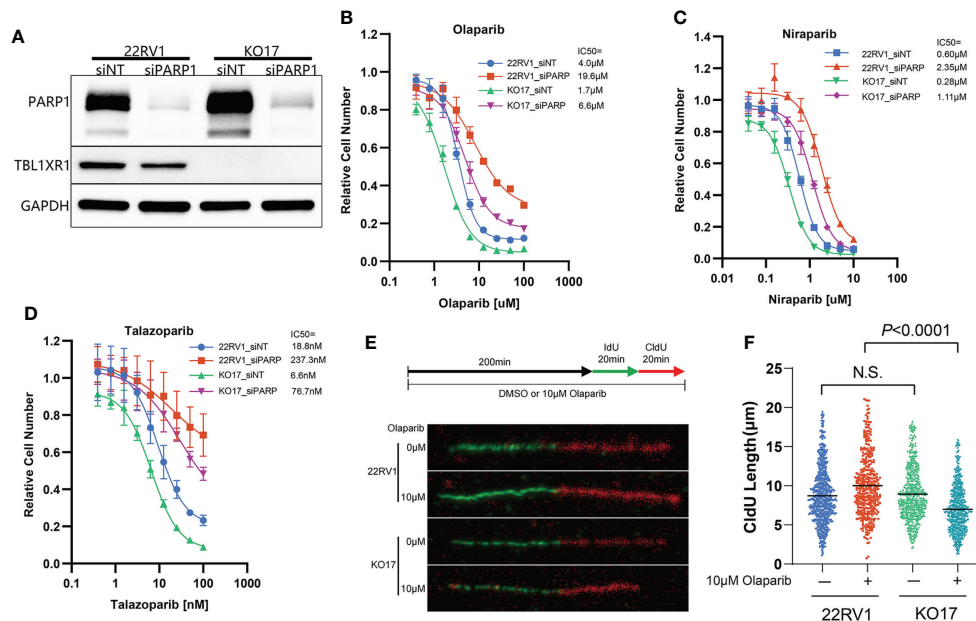 A
22RV1
KO17
siNT
siPARP1
siNT
siPARP1
PARP1
TBL1XR1
GAPDH
B
Olaparib
IC50=
22RV1_siNT 4.0μM
22RV1_siPARP 19.6μM
KO17_siNT 1.7μM
KO17_siPARP 6.6μM
Relative Cell Number
1.2
1.0
0.8
0.6
0.4
0.2
0.0
0.1 1 10 100 1000
Olaparib [uM]
C
Niraparib
IC50=
22RV1_siNT 0.60μM
22RV1_siPARP 2.35μM
KO17_siNT 0.28μM
KO17_siPARP 1.11μM
Relative Cell Number
1.4
1.2
1.0
0.8
0.6
0.4
0.2
0.0
0.01 0.1 1 10 100
Niraparib [uM]
D
Talazoparib
IC50=
22RV1_siNT 18.8nM
22RV1_siPARP 237.3nM
KO17_siNT 6.6nM
KO17_siPARP 76.7nM
Relative Cell Number
1.2
1.0
0.8
0.6
0.4
0.2
0.0
0.1 1 10 100 1000
Talazoparib [nM]
E
200min
IdU
20min
CldU
20min
DMSO or 10μM Olaparib
Olaparib
0μM
22RV1
10μM
0μM
KO17
10μM
F
P<0.0001
N.S.
CldU Length(μm)
25
20
15
10
5
0
10μM Olaparib — + — +
22RV1 KO17